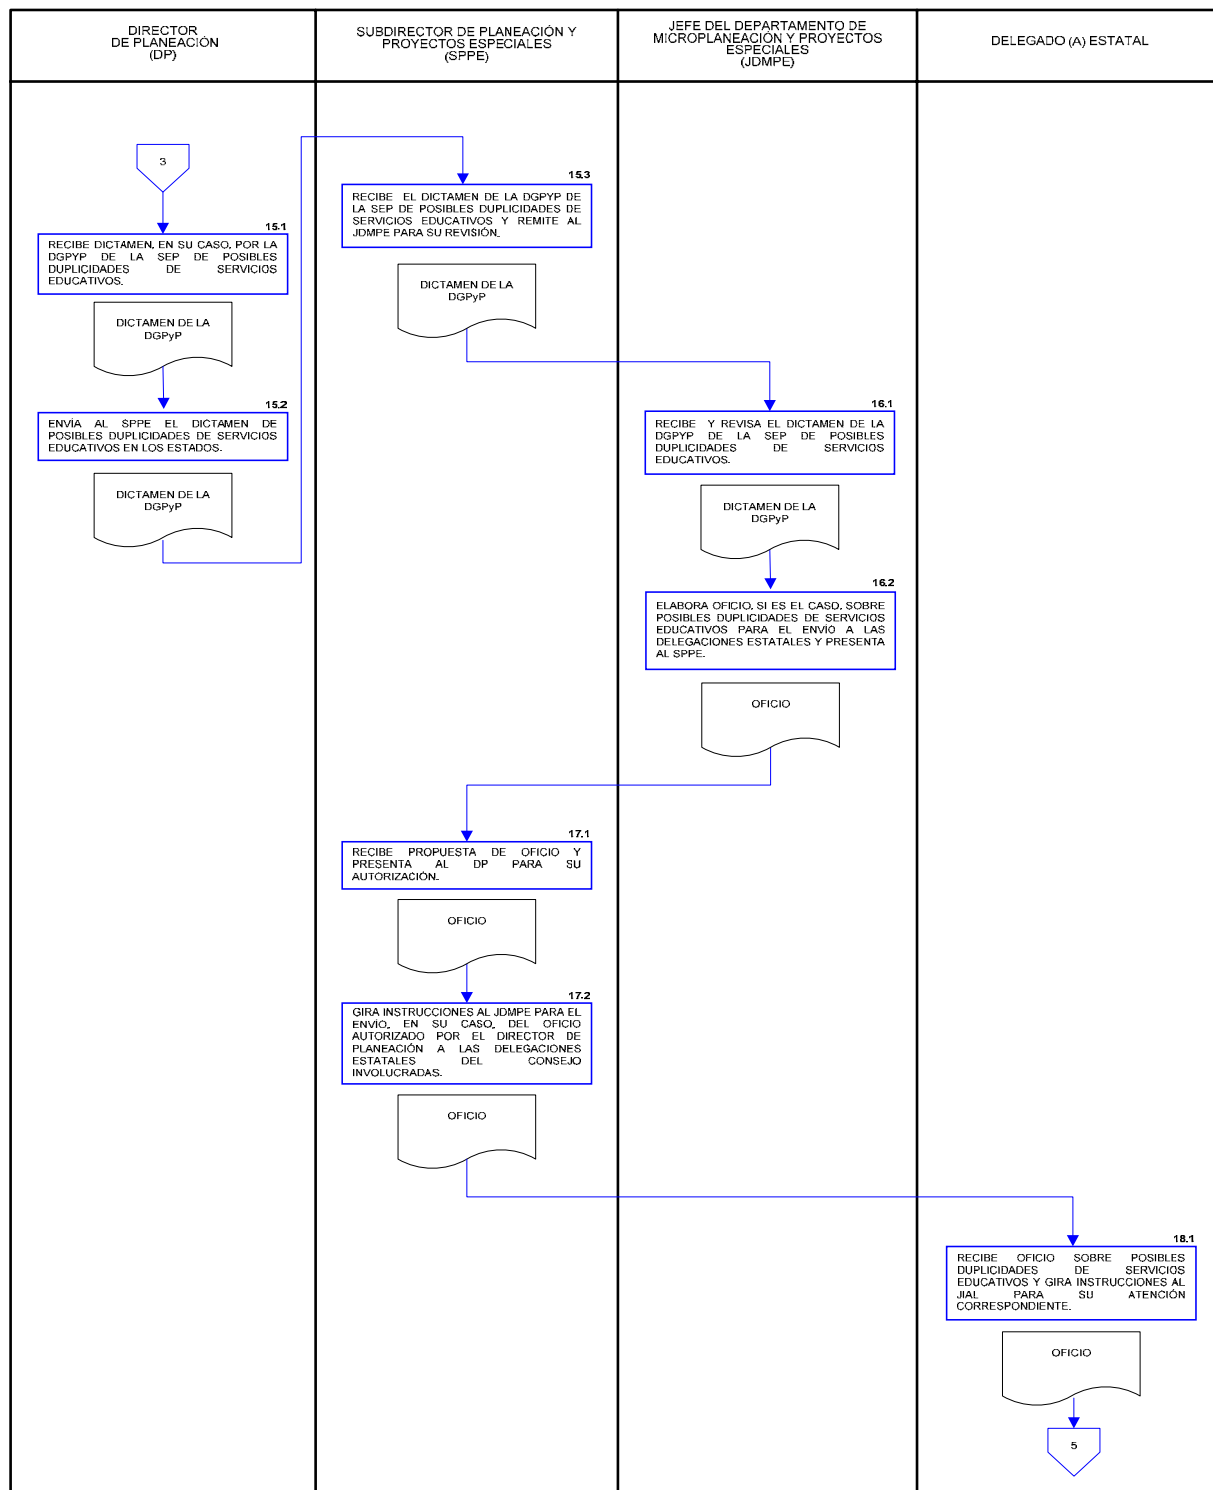 DIRECTOR
DE PLANEACIÓN
(DP)
SUBDIRECTOR DE PLANEACIÓN Y
PROYECTOS ESPECIALES
(SPPE)
JEFE DEL DEPARTAMENTO DE
MICROPLANEACIÓN Y PROYECTOS
ESPECIALES
(JDMPE)
DELEGADO (A) ESTATAL
3
15.1
RECIBE DICTAMEN, EN SU CASO, POR LA
DGPYP DE LA SEP DE POSIBLES
DUPLICIDADES DE SERVICIOS
EDUCATIVOS.
DICTAMEN DE LA
DGPyP
15.2
ENVÍA AL SPPE EL DICTAMEN DE
POSIBLES DUPLICIDADES DE SERVICIOS
EDUCATIVOS EN LOS ESTADOS.
DICTAMEN DE LA
DGPyP
15.3
RECIBE EL DICTAMEN DE LA DGPYP DE
LA SEP DE POSIBLES DUPLICIDADES DE
SERVICIOS EDUCATIVOS Y REMITE AL
JDMPE PARA SU REVISIÓN.
DICTAMEN DE LA
DGPyP
16.1
RECIBE Y REVISA EL DICTAMEN DE LA
DGPYP DE LA SEP DE POSIBLES
DUPLICIDADES DE SERVICIOS
EDUCATIVOS.
DICTAMEN DE LA
DGPyP
16.2
ELABORA OFICIO, SI ES EL CASO, SOBRE
POSIBLES DUPLICIDADES DE SERVICIOS
EDUCATIVOS PARA EL ENVÍO A LAS
DELEGACIONES ESTATALES Y PRESENTA
AL SPPE.
OFICIO
17.1
RECIBE PROPUESTA DE OFICIO Y
PRESENTA AL DP PARA SU
AUTORIZACIÓN.
OFICIO
17.2
GIRA INSTRUCCIONES AL JDMPE PARA EL
ENVÍO, EN SU CASO, DEL OFICIO
AUTORIZADO POR EL DIRECTOR DE
PLANEACIÓN A LAS DELEGACIONES
ESTATALES DEL CONSEJO
INVOLUCRADAS.
OFICIO
18.1
RECIBE OFICIO SOBRE POSIBLES
DUPLICIDADES DE SERVICIOS
EDUCATIVOS Y GIRA INSTRUCCIONES AL
JIAL PARA SU ATENCIÓN
CORRESPONDIENTE.
OFICIO
5